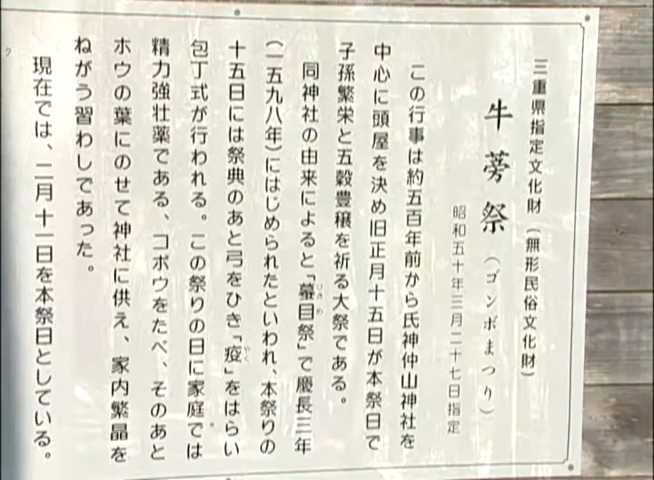 三重県指定文化財（無形民俗文化財）
牛蒡祭（ゴンボまつり）
昭和五十年三月二十七日指定
この行事は約五百年前から氏神仲山神社を
中心に頭屋を決め旧正月十五日が本祭日で
子孫繁栄と五穀豊穣を祈る大祭である。
同神社の由来によると「蟇目祭」で慶長三年
（一五九八年）にはじめられたといわれ、本祭りの
十五日には祭典のあと弓をひき「疫」をはらい
包丁式が行われる。この祭りの日に家庭では
精力強壮薬である、ゴボウをたべ、そのあと
ホウの葉にのせて神社に供え、家内繁晶を
ねがう習わしであった。
現在では、二月十一日を本祭日としている。